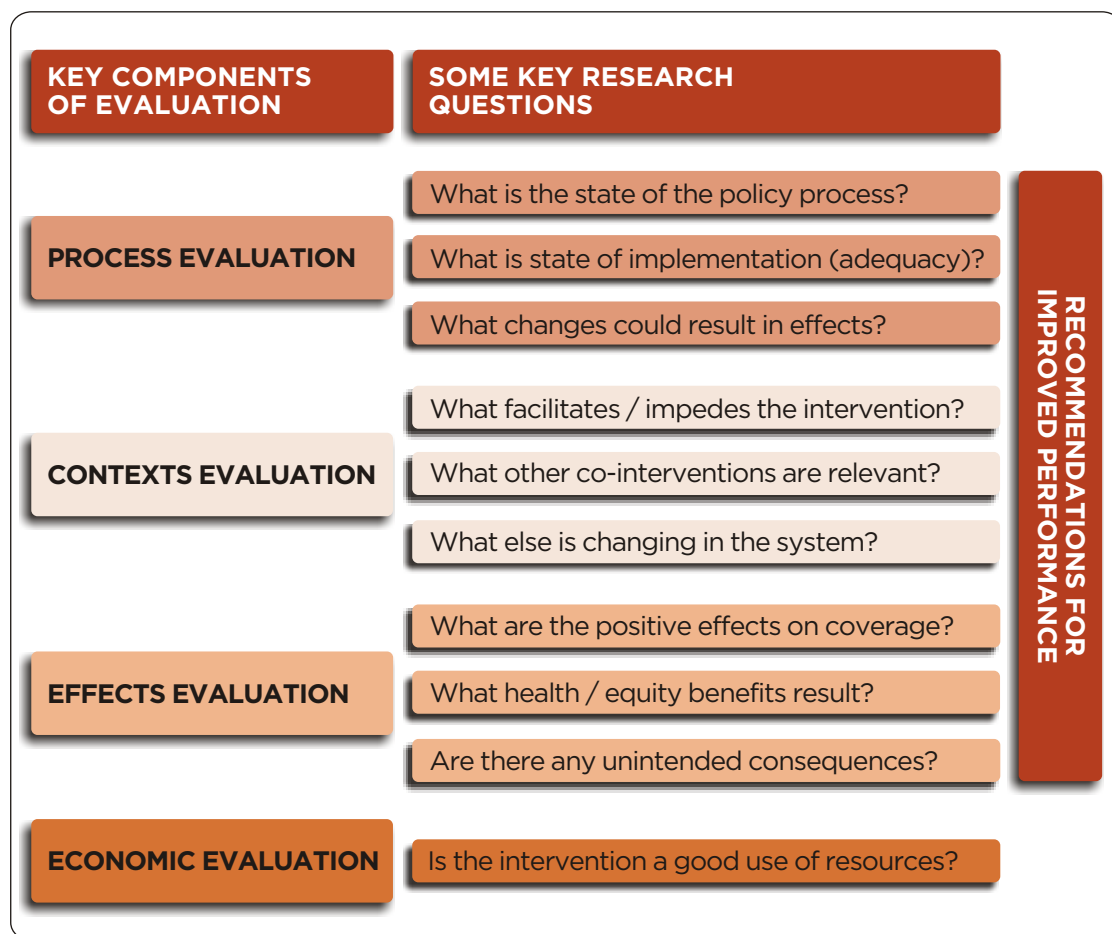 KEY COMPONENTS
OF EVALUATION
SOME KEY RESEARCH
QUESTIONS
PROCESS EVALUATION
What is the state of the policy process?
What is state of implementation (adequacy)?
What changes could result in effects?
CONTEXTS EVALUATION
What facilitates / impedes the intervention?
What other co-interventions are relevant?
What else is changing in the system?
EFFECTS EVALUATION
What are the positive effects on coverage?
What health / equity benefits result?
Are there any unintended consequences?
ECONOMIC EVALUATION
Is the intervention a good use of resources?
RECOMMENDATIONS FOR
IMPROVED PERFORMANCE